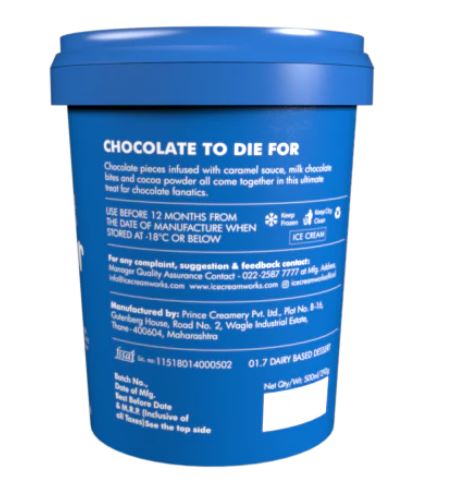 CHOCOLATE TO DIE FOR
Chocolate pieces infused with caramel sauce, milk chocolate
bites and cocoa powder all come together in this ultimate
treat for chocolate fanatics.
USE BEFORE 12 MONTHS FROM
THE DATE OF MANUFACTURE WHEN
STORED AT -18°C OR BELOW
Keep Frozen
Keep City Clean
ICE CREAM
For any complaint, suggestion & feedback contact:
Manager Quality Assurance Contact - 022-2587 7777 at Mfg. Address,
info@icecreamworks.com www.icecreamworks.com
Manufactured by: Prince Creamery Pvt. Ltd., Plot No. B-16,
Gutenberg House, Road No. 2, Wagle Industrial Estate,
Thane-400604, Maharashtra
fssai Lic. no: 11518014000502 01.7 DAIRY BASED DESSERT
Batch No.,
Date of Mfg.
Best Before Date
& M.R.P. (Inclusive of
all Taxes)See the top side
Net Qty/Wt: 500ml